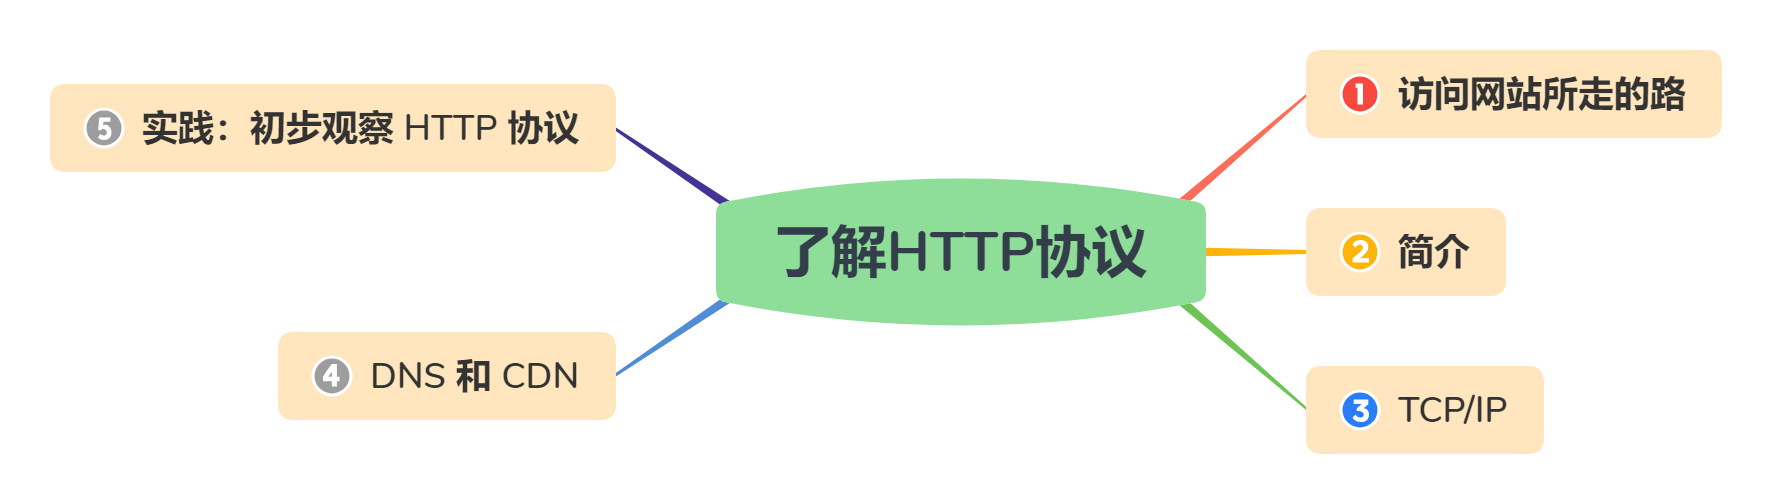 了解HTTP协议
1 访问网站所走的路
2 简介
3 TCP/IP
4 DNS 和 CDN
5 实践：初步观察 HTTP 协议